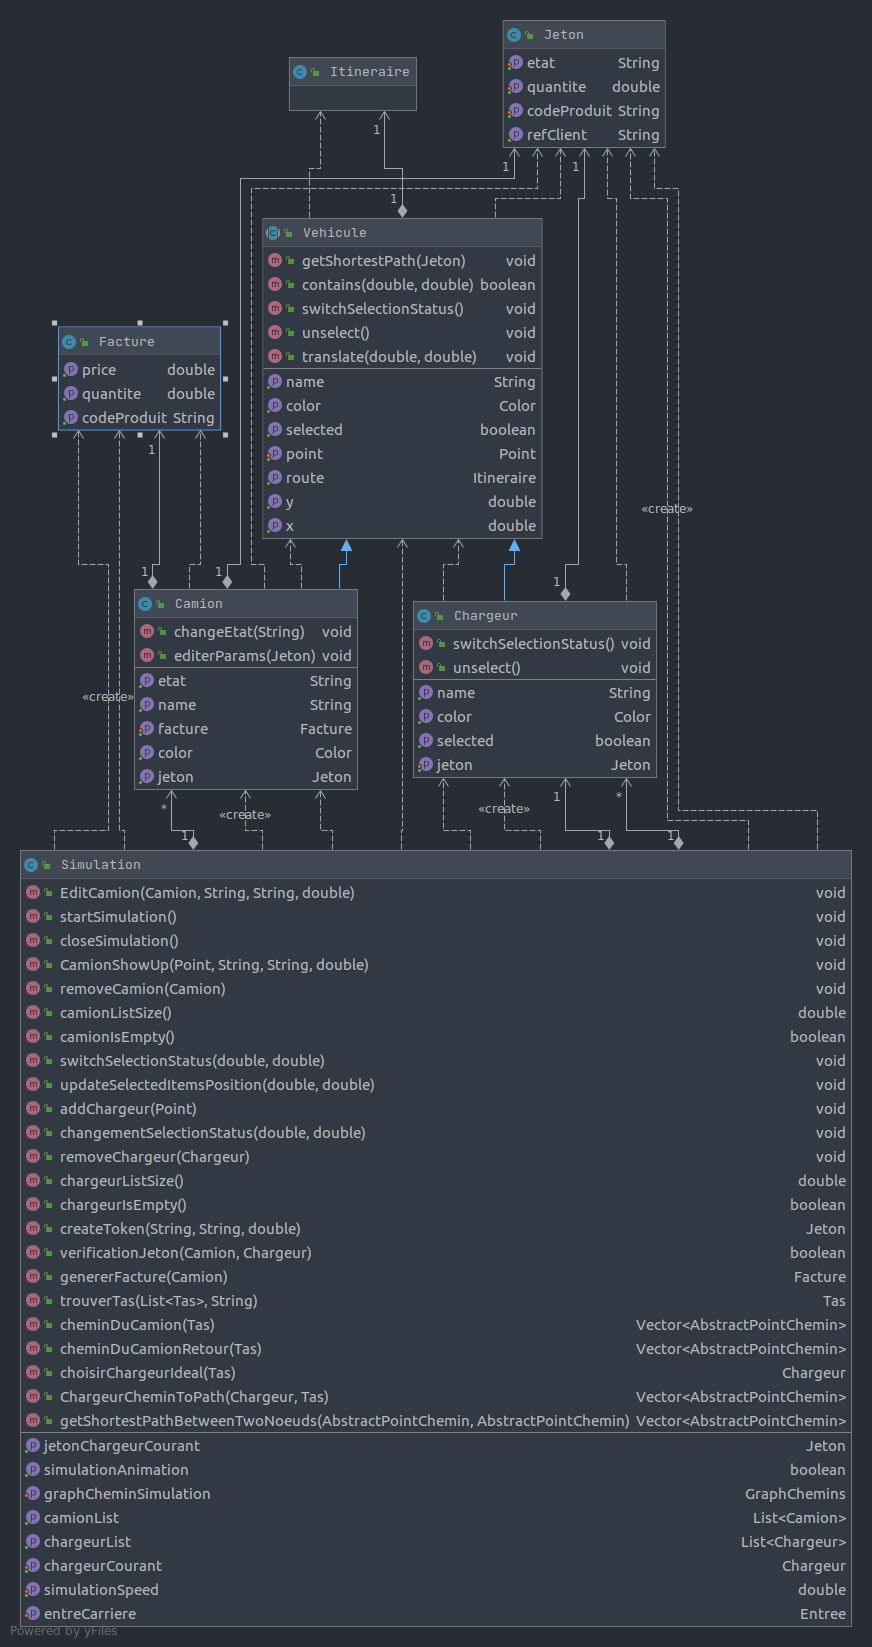 Jeton
etat String
quantite double
codeProduit String
refClient String
Itineraire
1
1
1
1
Vehicule
getShortestPath(Jeton) void
contains(double, double) boolean
switchSelectionStatus() void
unselect() void
translate(double, double) void
name String
color Color
selected boolean
point Point
route Itineraire
y double
x double
Facture
price double
quantite double
codeProduit String
1
«create»
1
1
1
Camion
changeEtat(String) void
editerParams(Jeton) void
etat String
name String
facture Facture
color Color
jeton Jeton
Chargeur
switchSelectionStatus() void
unselect() void
name String
color Color
selected boolean
jeton Jeton
«create»
*
«create»
1
«create»
1
*
1
1
Simulation
EditCamion(Camion, String, String, double) void
startSimulation() void
closeSimulation() void
CamionShowUp(Point, String, String, double) void
removeCamion(Camion) void
camionListSize() double
camionIsEmpty() boolean
switchSelectionStatus(double, double) void
updateSelectedItemsPosition(double, double) void
addChargeur(Point) void
changementSelectionStatus(double, double) void
removeChargeur(Chargeur) void
chargeurListSize() double
chargeurIsEmpty() boolean
createToken(String, String, double) Jeton
verificationJeton(Camion, Chargeur) boolean
genererFacture(Camion) Facture
trouverTas(List<Tas>, String) Tas
cheminDuCamion(Tas) Vector<AbstractPointChemin>
cheminDuCamionRetour(Tas) Vector<AbstractPointChemin>
choisirChargeurIdeal(Tas) Chargeur
ChargeurCheminToPath(Chargeur, Tas) Vector<AbstractPointChemin>
getShortestPathBetweenTwoNoeuds(AbstractPointChemin, AbstractPointChemin) Vector<AbstractPointChemin>
jetonChargeurCourant Jeton
simulationAnimation boolean
graphCheminSimulation GraphChemins
camionList List<Camion>
chargeurList List<Chargeur>
chargeurCourant Chargeur
simulationSpeed double
entreCarriere Entree
Powered by yFiles